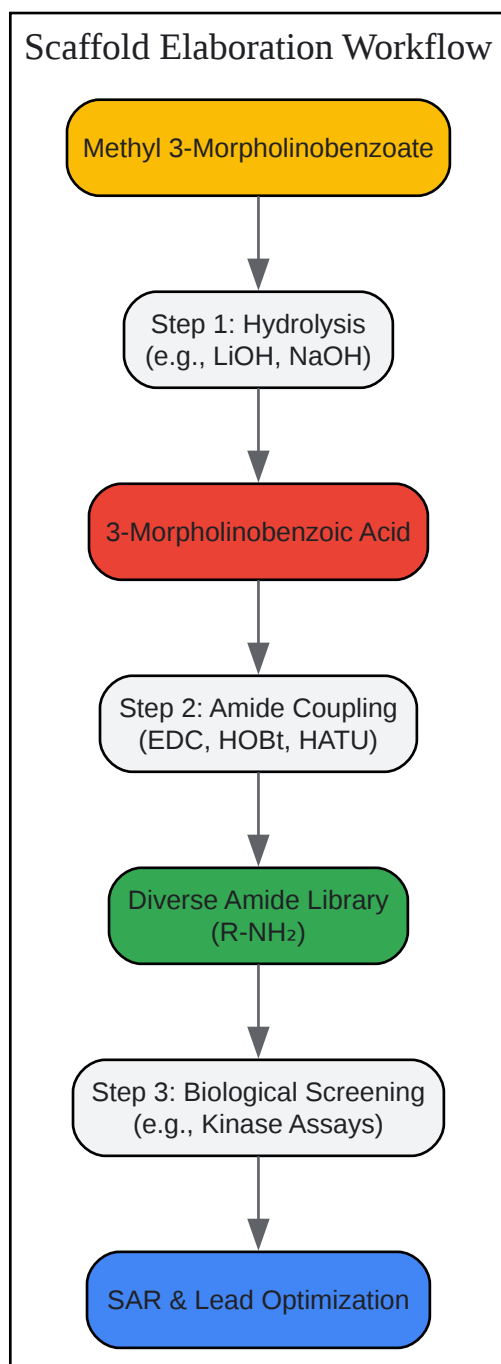 Scaffold Elaboration Workflow
Methyl 3-Morpholinobenzoate
Step 1: Hydrolysis
(e.g., LiOH, NaOH)
3-Morpholinobenzoic Acid
Step 2: Amide Coupling
(EDC, HOBt, HATU)
Diverse Amide Library
(R-NH₂)
Step 3: Biological Screening
(e.g., Kinase Assays)
SAR & Lead Optimization